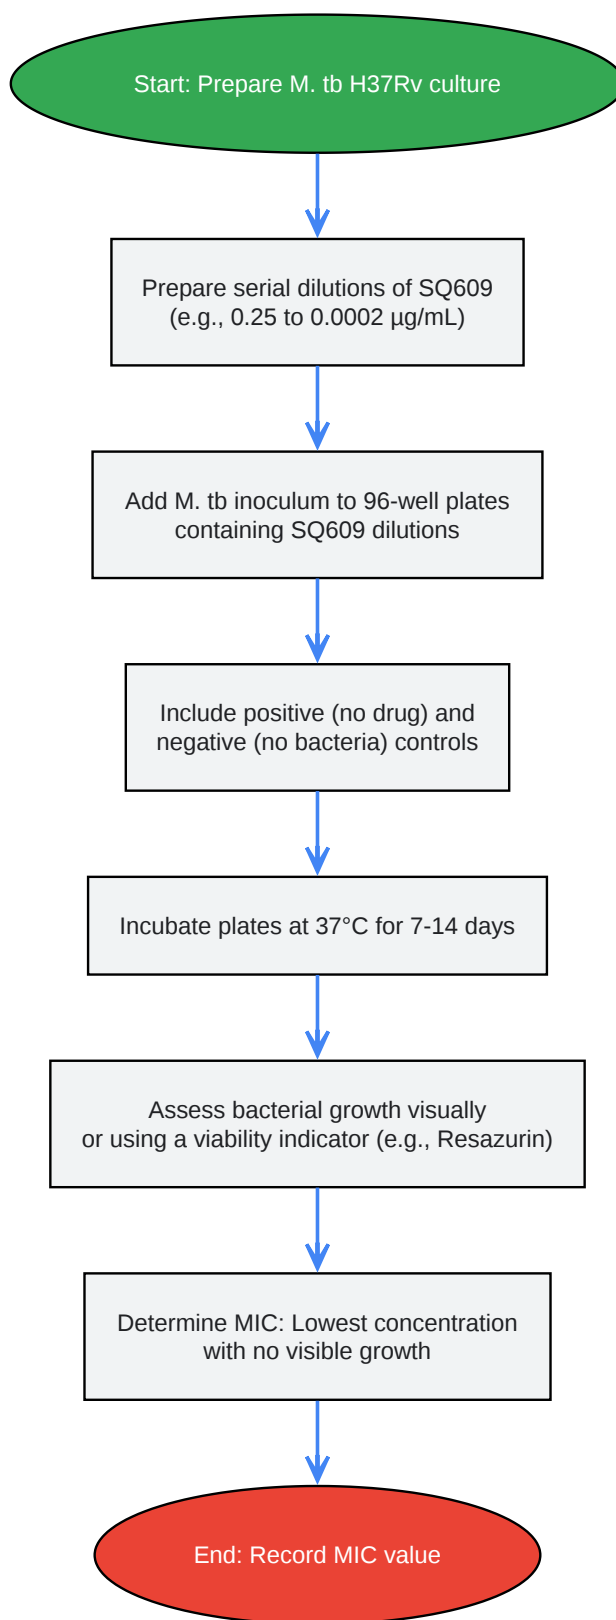 Start: Prepare M. tb H37Rv culture
Prepare serial dilutions of SQ609
(e.g., 0.25 to 0.0002 µg/mL)
Add M. tb inoculum to 96-well plates
containing SQ609 dilutions
Include positive (no drug) and
negative (no bacteria) controls
Incubate plates at 37°C for 7-14 days
Assess bacterial growth visually
or using a viability indicator (e.g., Resazurin)
Determine MIC: Lowest concentration
with no visible growth
End: Record MIC value